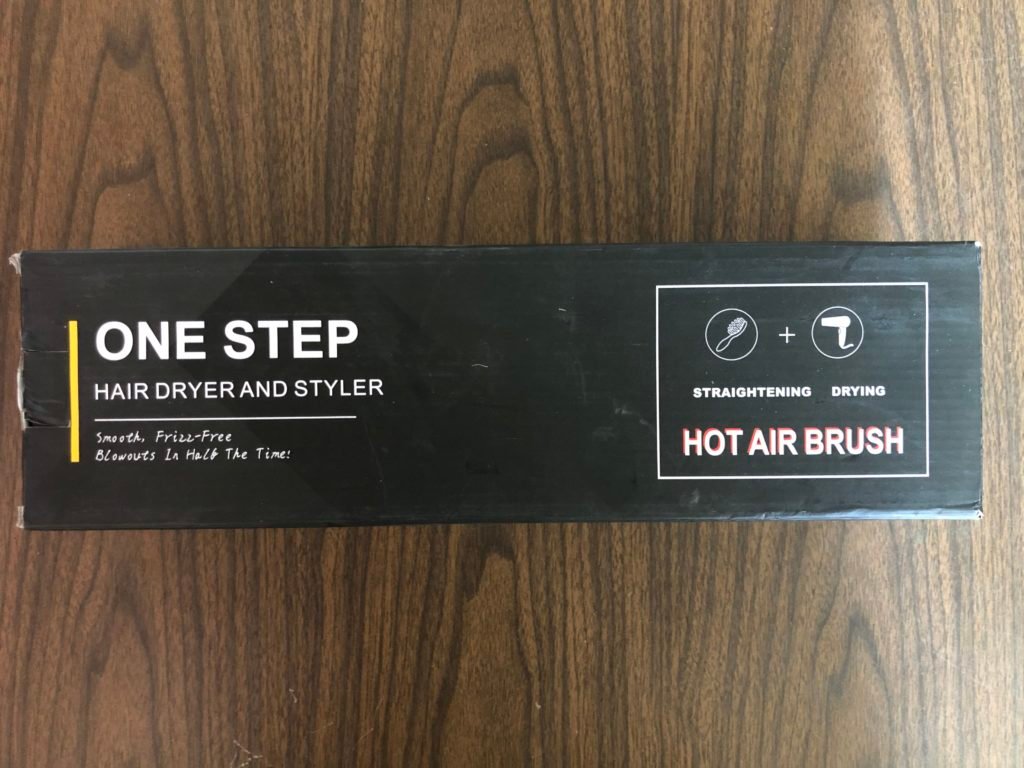 ONE STEP
HAIR DRYER AND STYLER
Smooth, Frizz-Free
Blowouts In Half The Time!
STRAIGHTENING DRYING
HOT AIR BRUSH